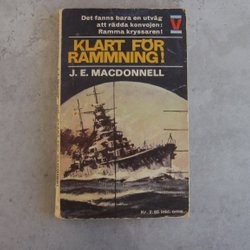 Det fanns bara en utväg
att rädda konvojen:
Ramma kryssaren!
V
KLART FÖR
RAMMNING!
J. E. MACDONNELL